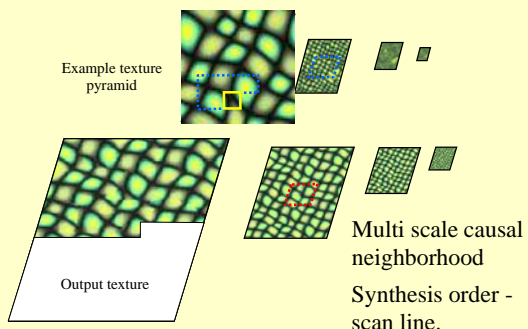 Example texture
pyramid
Output texture
Multi scale causal
neighborhood
Synthesis order -
scan line.